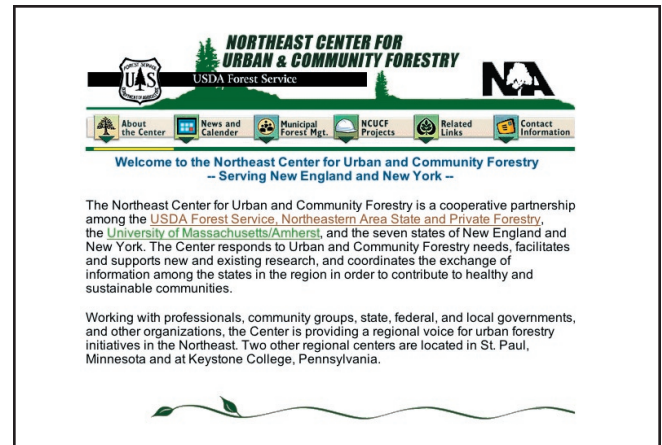 NORTHEAST CENTER FOR
URBAN & COMMUNITY FORESTRY
USDA Forest Service
FOREST SERVICE
U S
DEPARTMENT OF AGRICULTURE
NA
About
the Center
News and
Calender
Municipal
Forest Mgt.
NCUCF
Projects
Related
Links
Contact
Information
Welcome to the Northeast Center for Urban and Community Forestry
-- Serving New England and New York --
The Northeast Center for Urban and Community Forestry is a cooperative partnership
among the USDA Forest Service, Northeastern Area State and Private Forestry,
the University of Massachusetts/Amherst, and the seven states of New England and
New York. The Center responds to Urban and Community Forestry needs, facilitates
and supports new and existing research, and coordinates the exchange of
information among the states in the region in order to contribute to healthy and
sustainable communities.
Working with professionals, community groups, state, federal, and local governments,
and other organizations, the Center is providing a regional voice for urban forestry
initiatives in the Northeast. Two other regional centers are located in St. Paul,
Minnesota and at Keystone College, Pennsylvania.